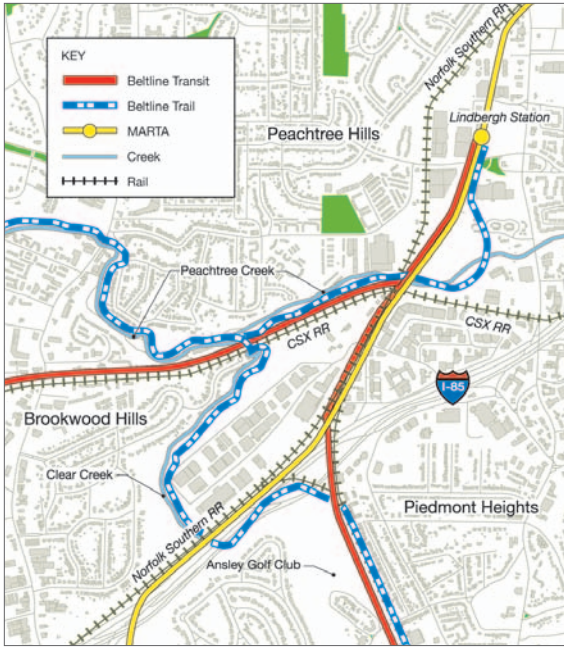 KEY
Beltline Transit
Beltline Trail
MARTA
Creek
Rail
Norfolk Southern RR
Lindbergh Station
Peachtree Hills
Peachtree Creek
CSX RR
CSX RR
I-85
Brookwood Hills
Clear Creek
Piedmont Heights
Norfolk Southern RR
Ansley Golf Club